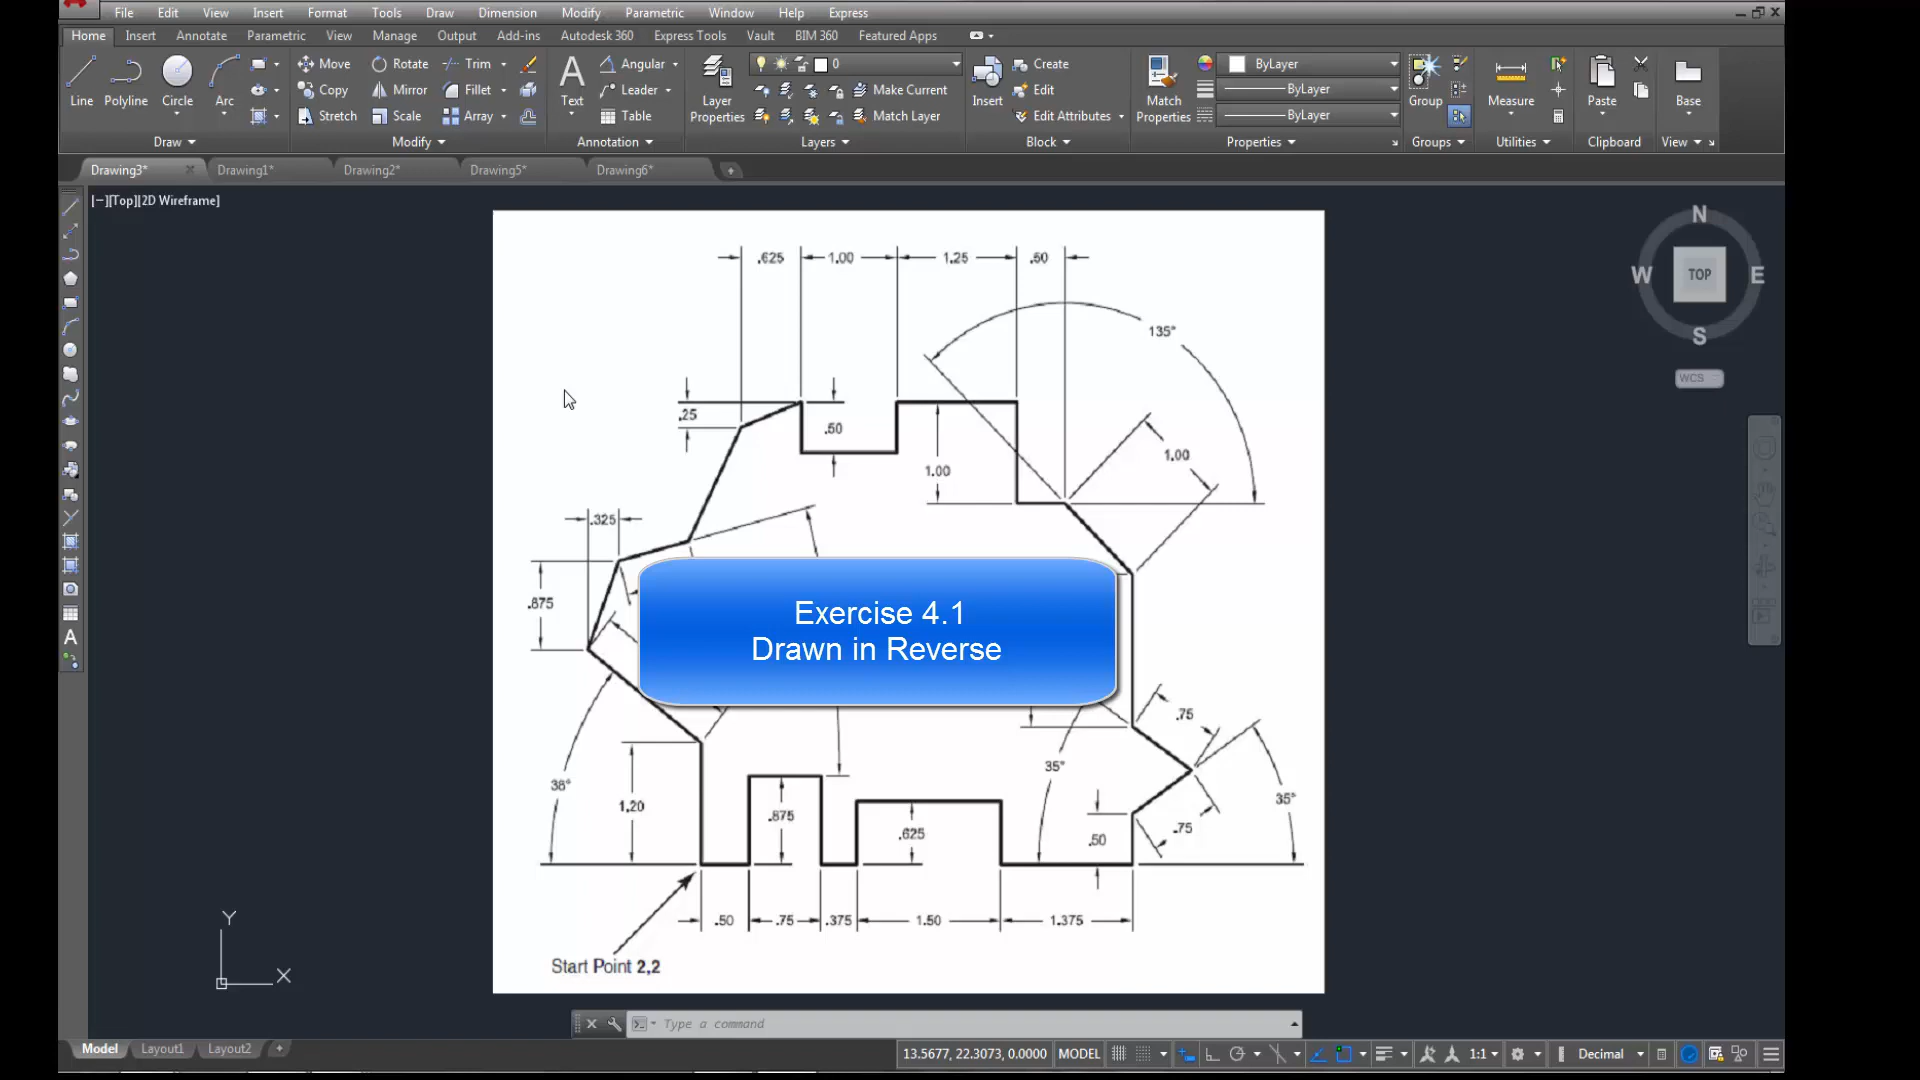 File Edit View Insert Format Tools Draw Dimension Modify Parametric Window Help Express
Home Insert Annotate Parametric View Manage Output Add-ins Autodesk 360 Express Tools Vault BIM 360 Featured Apps
Line Polyline Circle Arc
Move Rotate Trim
Copy Mirror Fillet
Stretch Scale Array
Text Angular
Leader
Table
Layer Properties
0
Make Current
Match Layer
Insert Create
Edit
Edit Attributes
Match Properties
ByLayer
ByLayer
ByLayer
Group Measure Paste Base
Draw Modify Annotation Layers Block Properties Groups Utilities Clipboard View
Drawing3* Drawing1* Drawing2* Drawing5* Drawing6*
[−][Top][2D Wireframe]
N
W TOP E
S
WCS
.625 1.00 1.25 .50
135°
.25
.50
1.00
1.00
.325
.875
Exercise 4.1
Drawn in Reverse
.75
38°
35°
35°
1.20
.875
.625
.50
.75
.50 .75 .375 1.50 1.375
Start Point 2,2
Y
X
A
Type a command
Model Layout1 Layout2
13.5677, 22.3073, 0.0000 MODEL 1:1 Decimal